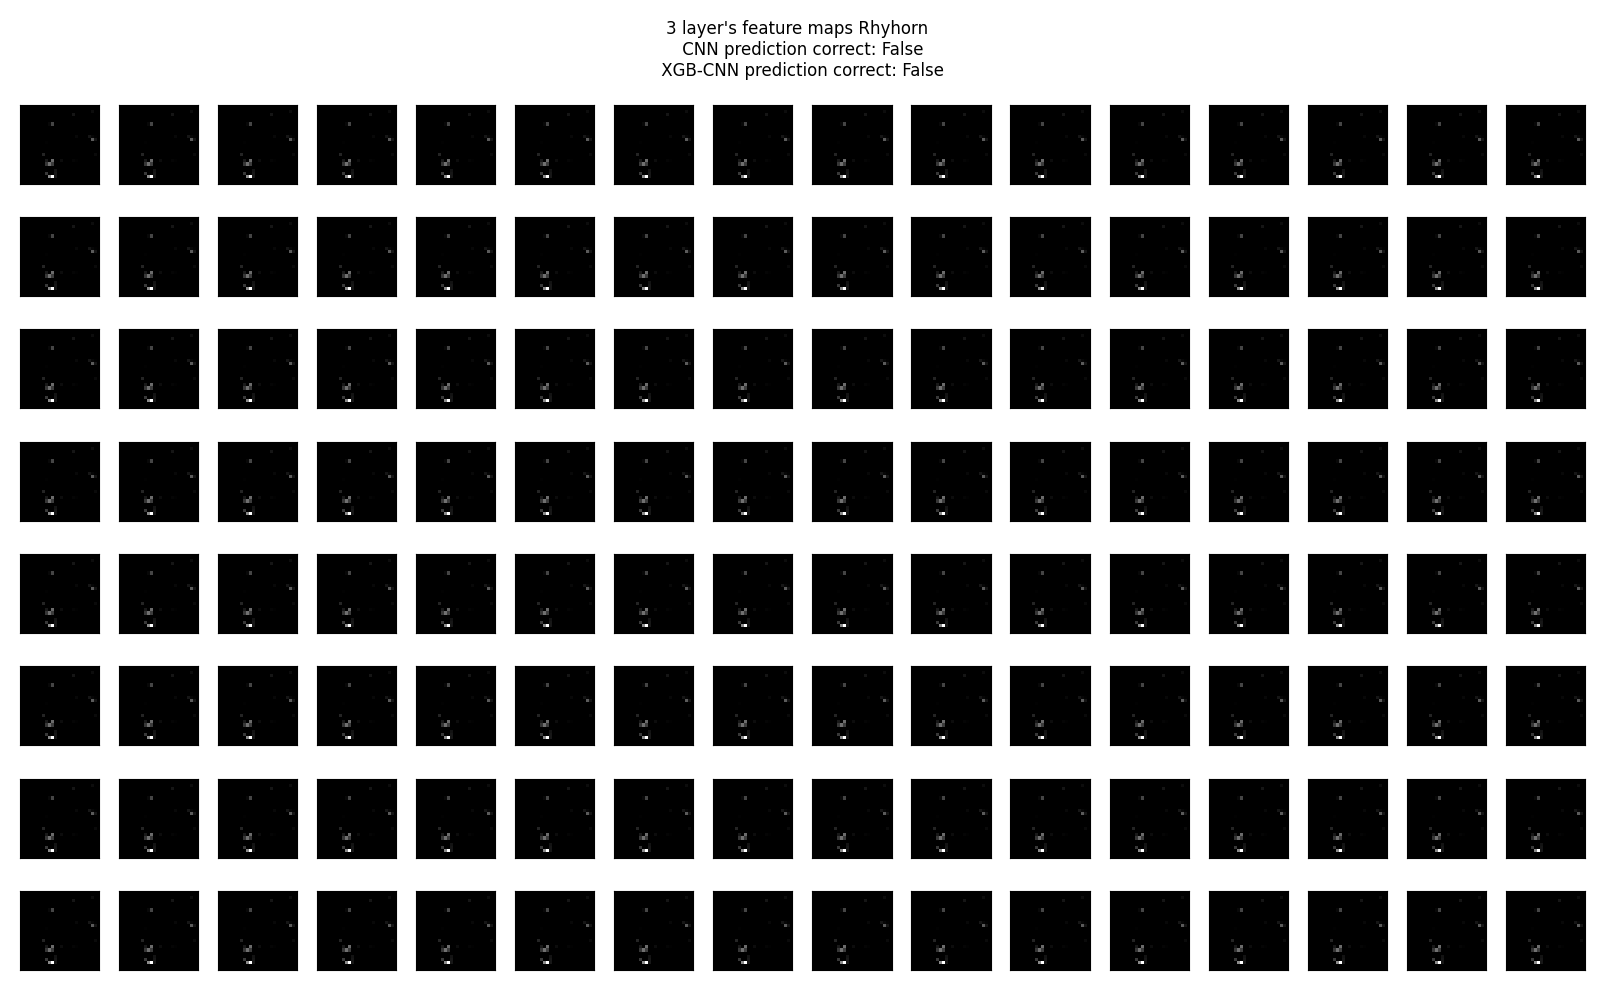 3 layer's feature maps Rhyhorn
CNN prediction correct: False
XGB-CNN prediction correct: False